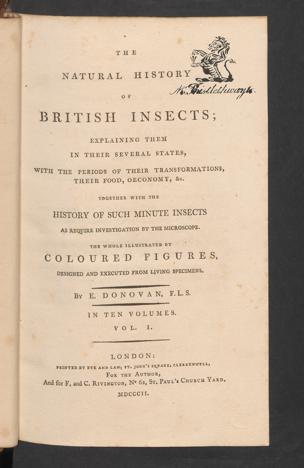 THE
NATURAL HISTORY
OF
BRITISH INSECTS;
EXPLAINING THEM
IN THEIR SEVERAL STATES,
WITH THE PERIODS OF THEIR TRANSFORMATIONS,
THEIR FOOD, OECONOMY, &c.
TOGETHER WITH THE
HISTORY OF SUCH MINUTE INSECTS
AS REQUIRE INVESTIGATION BY THE MICROSCOPE.
THE WHOLE ILLUSTRATED BY
COLOURED FIGURES,
DESIGNED AND EXECUTED FROM LIVING SPECIMENS.
By E. DONOVAN, F.L.S.
IN TEN VOLUMES.
VOL. I.
LONDON:
PRINTED BY BYE AND LAW, ST. JOHN'S SQUARE, CLERKENWELL,
FOR THE AUTHOR,
And for F. and C. RIVINGTON, Nº 62, ST. PAUL'S CHURCH YARD.
MDCCCII.